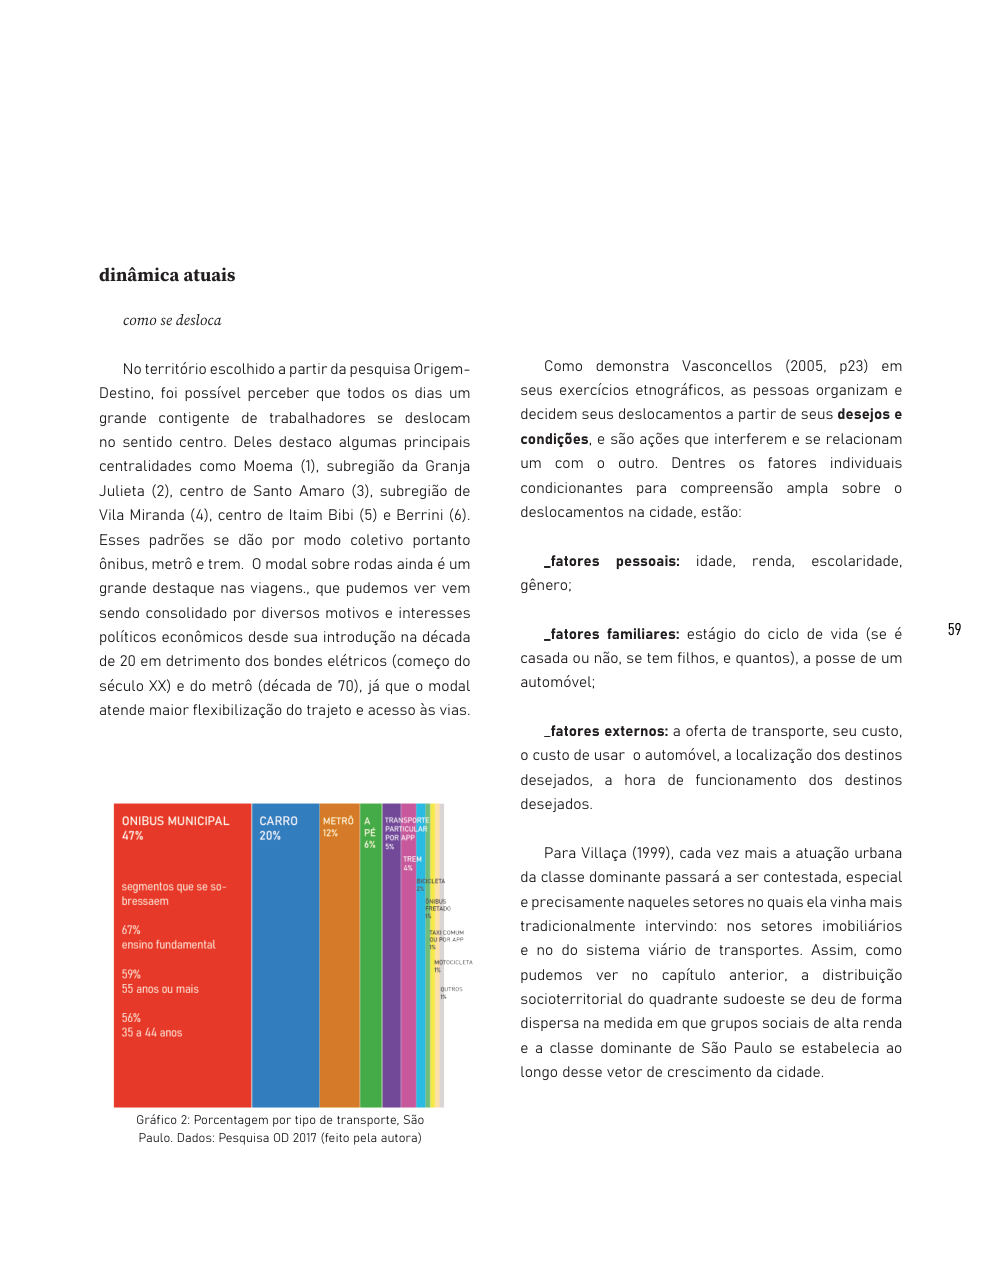 dinâmica atuais
como se desloca
No território escolhido a partir da pesquisa Origem-
Destino, foi possível perceber que todos os dias um
grande contigente de trabalhadores se deslocam
no sentido centro. Deles destaco algumas principais
centralidades como Moema (1), subregião da Granja
Julieta (2), centro de Santo Amaro (3), subregião de
Vila Miranda (4), centro de Itaim Bibi (5) e Berrini (6).
Esses padrões se dão por modo coletivo portanto
ônibus, metrô e trem.  O modal sobre rodas ainda é um
grande destaque nas viagens., que pudemos ver vem
sendo consolidado por diversos motivos e interesses
políticos econômicos desde sua introdução na década
de 20 em detrimento dos bondes elétricos (começo do
século XX) e do metrô (década de 70), já que o modal
atende maior flexibilização do trajeto e acesso às vias.
ONIBUS MUNICIPAL
47%
segmentos que se so-
bressaem
67%
ensino fundamental
59%
55 anos ou mais
56%
35 a 44 anos
CARRO
20%
METRÔ
12%
A
PÉ
6%
TRANSPORTE
PARTICULAR
POR APP
5%
TREM
4%
BICICLETA
2%
ÔNIBUS
FRETADO
1%
TAXI COMUM
OU POR APP
1%
MOTOCICLETA
1%
OUTROS
1%
Gráfico 2: Porcentagem por tipo de transporte, São
Paulo. Dados: Pesquisa OD 2017 (feito pela autora)
Como demonstra Vasconcellos (2005, p23) em
seus exercícios etnográficos, as pessoas organizam e
decidem seus deslocamentos a partir de seus desejos e
condições, e são ações que interferem e se relacionam
um com o outro. Dentres os fatores individuais
condicionantes para compreensão ampla sobre o
deslocamentos na cidade, estão:
_fatores pessoais: idade, renda, escolaridade,
gênero;
_fatores familiares: estágio do ciclo de vida (se é
casada ou não, se tem filhos, e quantos), a posse de um
automóvel;
_fatores externos: a oferta de transporte, seu custo,
o custo de usar  o automóvel, a localização dos destinos
desejados, a hora de funcionamento dos destinos
desejados.
Para Villaça (1999), cada vez mais a atuação urbana
da classe dominante passará a ser contestada, especial
e precisamente naqueles setores no quais ela vinha mais
tradicionalmente intervindo: nos setores imobiliários
e no do sistema viário de transportes. Assim, como
pudemos ver no capítulo anterior, a distribuição
socioterritorial do quadrante sudoeste se deu de forma
dispersa na medida em que grupos sociais de alta renda
e a classe dominante de São Paulo se estabelecia ao
longo desse vetor de crescimento da cidade.
59